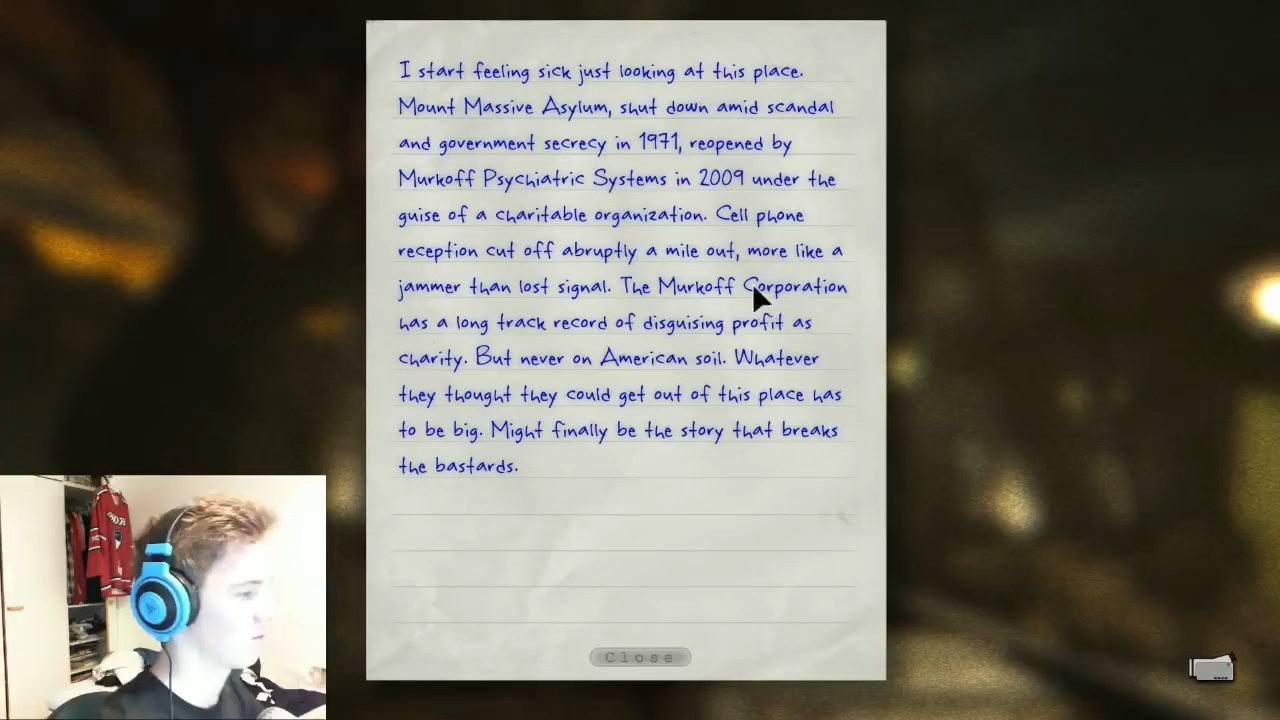 I start feeling sick just looking at this place.
Mount Massive Asylum, shut down amid scandal
and government secrecy in 1971, reopened by
Murkoff Psychiatric Systems in 2009 under the
guise of a charitable organization. Cell phone
reception cut off abruptly a mile out, more like a
jammer than lost signal. The Murkoff Corporation
has a long track record of disguising profit as
charity. But never on American soil. Whatever
they thought they could get out of this place has
to be big. Might finally be the story that breaks
the bastards.
Close